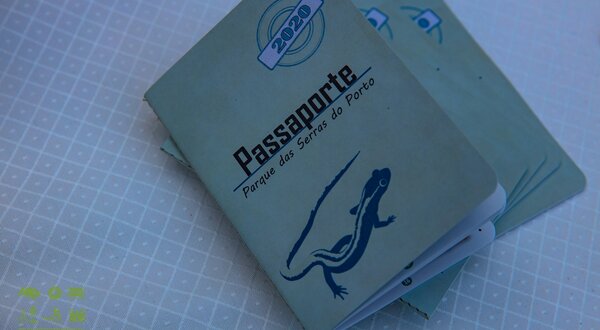 2020
Passaporte
Parque das Serras do Porto